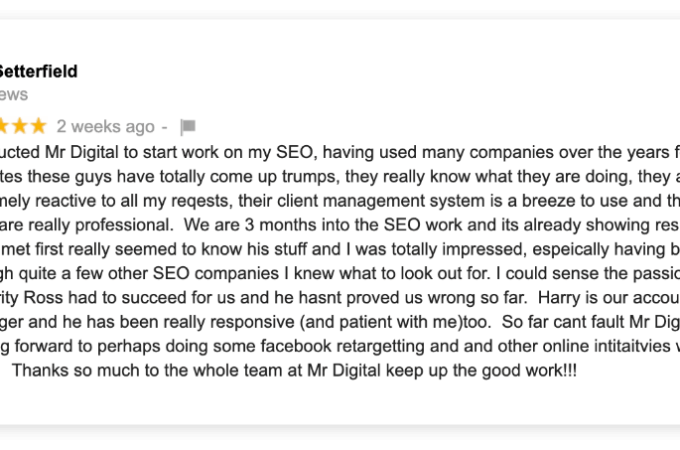 Setterfield
ews
2 weeks ago -
ucted Mr Digital to start work on my SEO, having used many companies over the years f
tes these guys have totally come up trumps, they really know what they are doing, they a
mely reactive to all my reqests, their client management system is a breeze to use and th
are really professional.  We are 3 months into the SEO work and its already showing res
met first really seemed to know his stuff and I was totally impressed, espeically having b
gh quite a few other SEO companies I knew what to look out for. I could sense the passio
rity Ross had to succeed for us and he hasnt proved us wrong so far.  Harry is our accou
ger and he has been really responsive (and patient with me)too.  So far cant fault Mr Dig
g forward to perhaps doing some facebook retargetting and and other online intitaitvies w
Thanks so much to the whole team at Mr Digital keep up the good work!!!